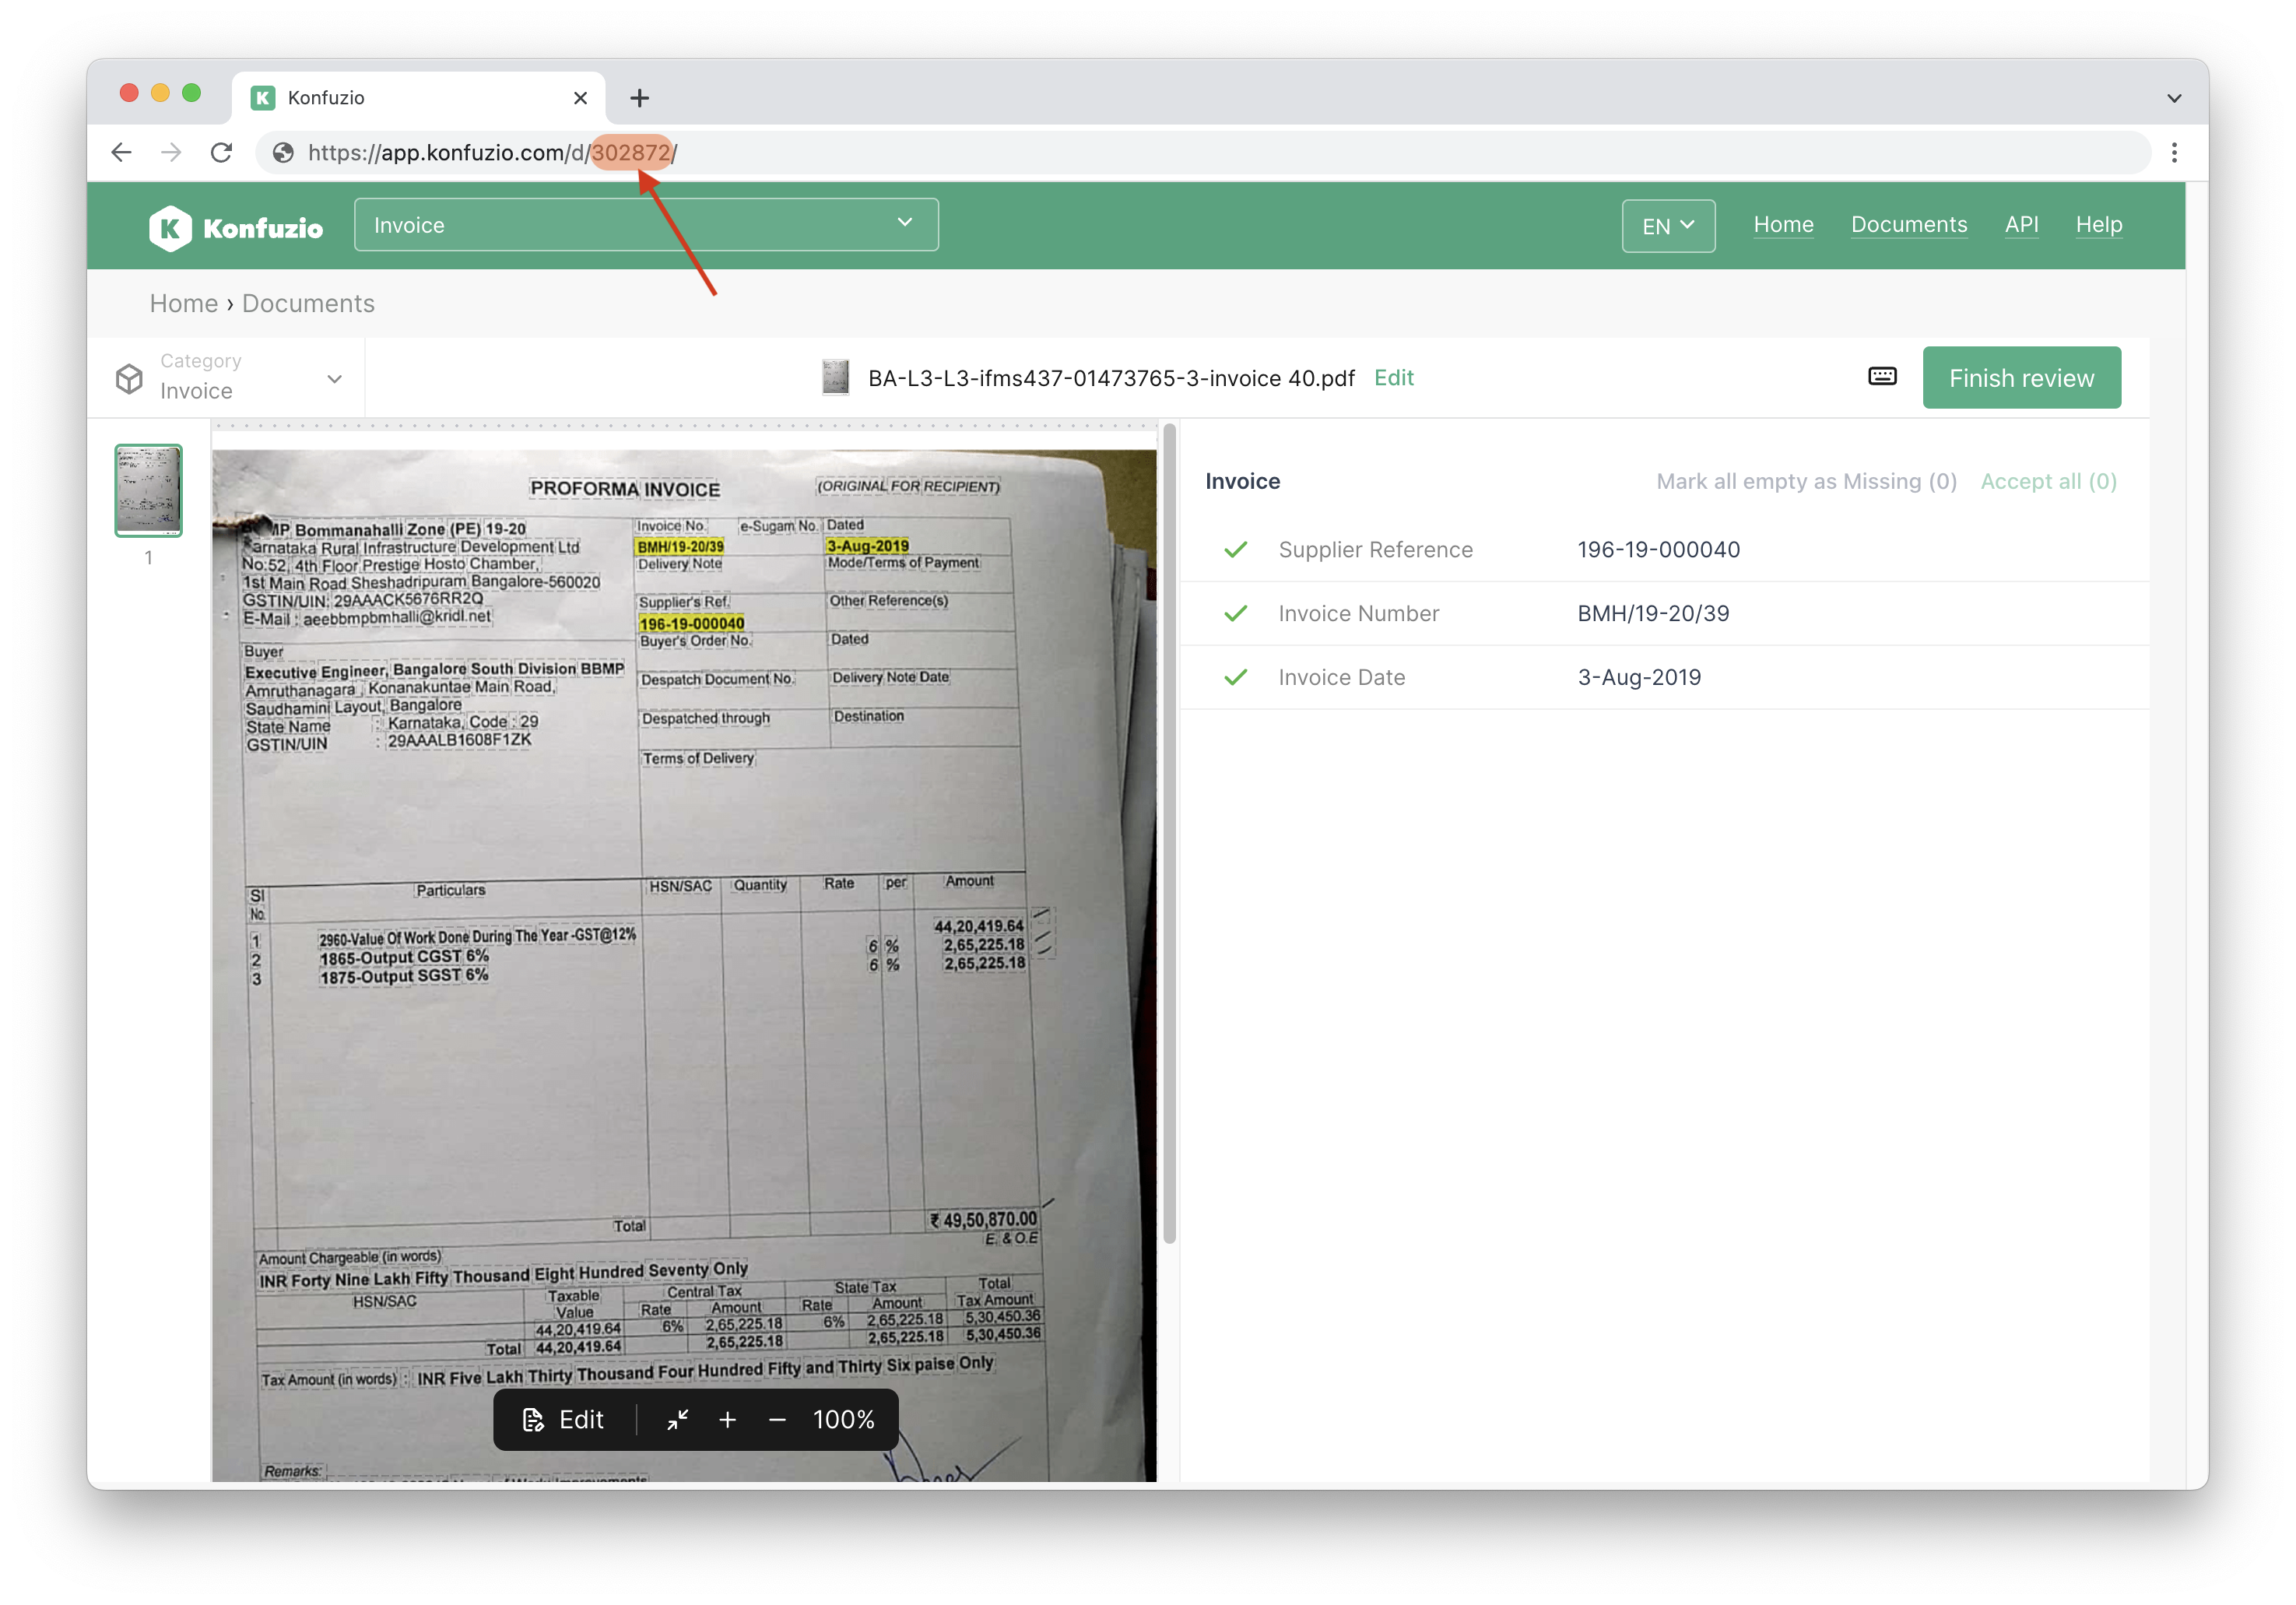 Konfuzio
https://app.konfuzio.com/d/302872/
Konfuzio
Invoice
EN
Home
Documents
API
Help
Home › Documents
Category
Invoice
BA-L3-L3-ifms437-01473765-3-invoice 40.pdf
Edit
Finish review
1
PROFORMA INVOICE
(ORIGINAL FOR RECIPIENT)
Bommanahalli Zone (PE) 19-20
Karnataka Rural Infrastructure Development Ltd
No:52, 4th Floor Prestige Hosto Chamber,
1st Main Road Sheshadripuram Bangalore-560020
GSTIN/UIN: 29AAACK5676RR2Q
E-Mail : aeebbmpbmhalli@kridl.net
Invoice No.
e-Sugam No.
Dated
BMH/19-20/39
3-Aug-2019
Delivery Note
Mode/Terms of Payment
Supplier's Ref.
Other Reference(s)
196-19-000040
Buyer's Order No.
Dated
Despatch Document No.
Delivery Note Date
Despatched through
Destination
Terms of Delivery
Buyer
Executive Engineer, Bangalore South Division BBMP
Amruthanagara , Konanakuntae Main Road,
Saudhamini Layout, Bangalore
State Name : Karnataka, Code : 29
GSTIN/UIN : 29AAALB1608F1ZK
Sl No. Particulars HSN/SAC Quantity Rate per Amount
1 2960-Value Of Work Done During The Year -GST@12% 44,20,419.64
2 1865-Output CGST 6% 6 % 2,65,225.18
3 1875-Output SGST 6% 6 % 2,65,225.18
Total ₹ 49,50,870.00
E. & O.E
Amount Chargeable (in words)
INR Forty Nine Lakh Fifty Thousand Eight Hundred Seventy Only
HSN/SAC Taxable Value Central Tax State Tax Total Tax Amount
Rate Amount Rate Amount
44,20,419.64 6% 2,65,225.18 6% 2,65,225.18 5,30,450.36
Total 44,20,419.64 2,65,225.18 2,65,225.18 5,30,450.36
Tax Amount (in words) : INR Five Lakh Thirty Thousand Four Hundred Fifty and Thirty Six paise Only
Remarks:
Edit
100%
Invoice
Mark all empty as Missing (0)
Accept all (0)
Supplier Reference 196-19-000040
Invoice Number BMH/19-20/39
Invoice Date 3-Aug-2019